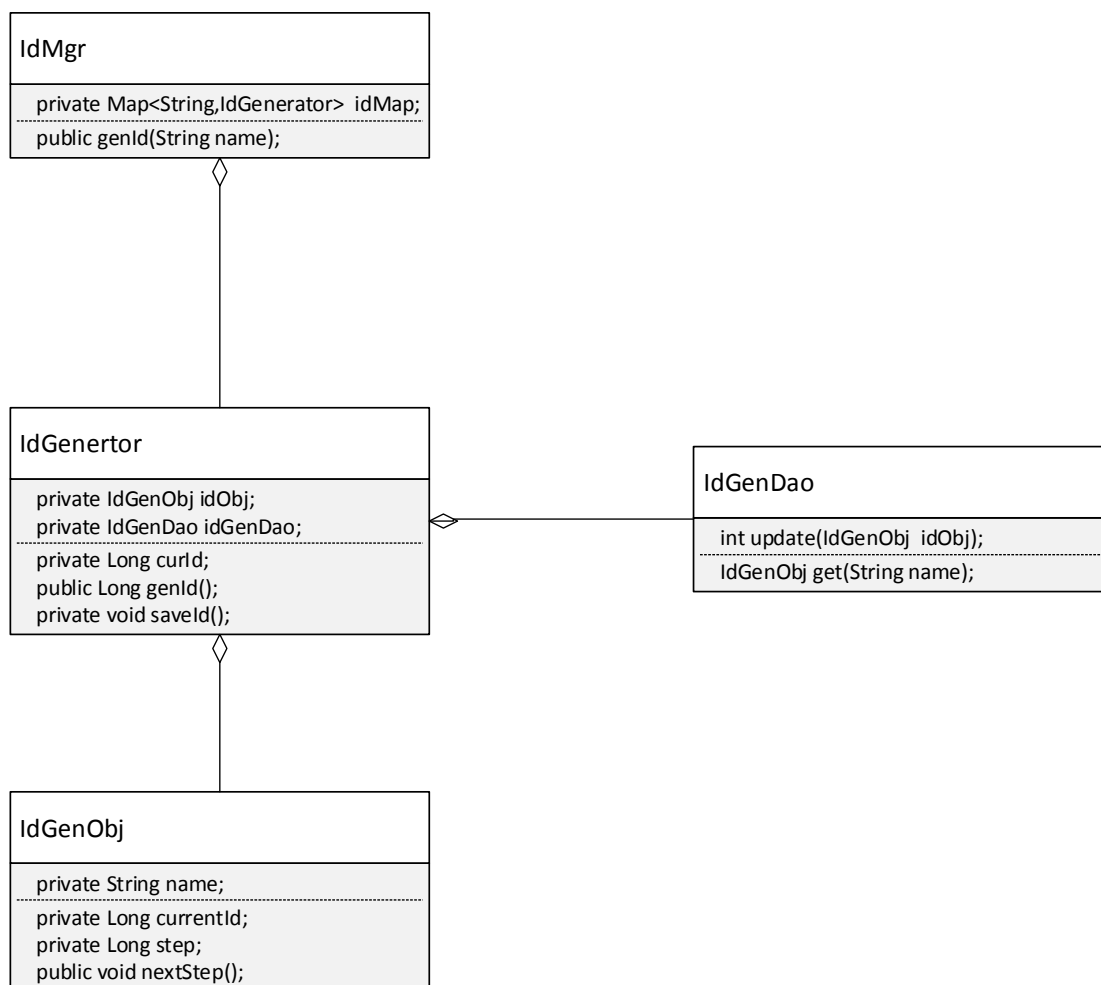 IdMgr
private Map<String,IdGenerator>  idMap;
public genId(String name);
IdGenertor
private IdGenObj idObj;
private IdGenDao idGenDao;
private Long curId;
public Long genId();
private void saveId();
IdGenDao
int update(IdGenObj  idObj);
IdGenObj get(String name);
IdGenObj
private String name;
private Long currentId;
private Long step;
public void nextStep();